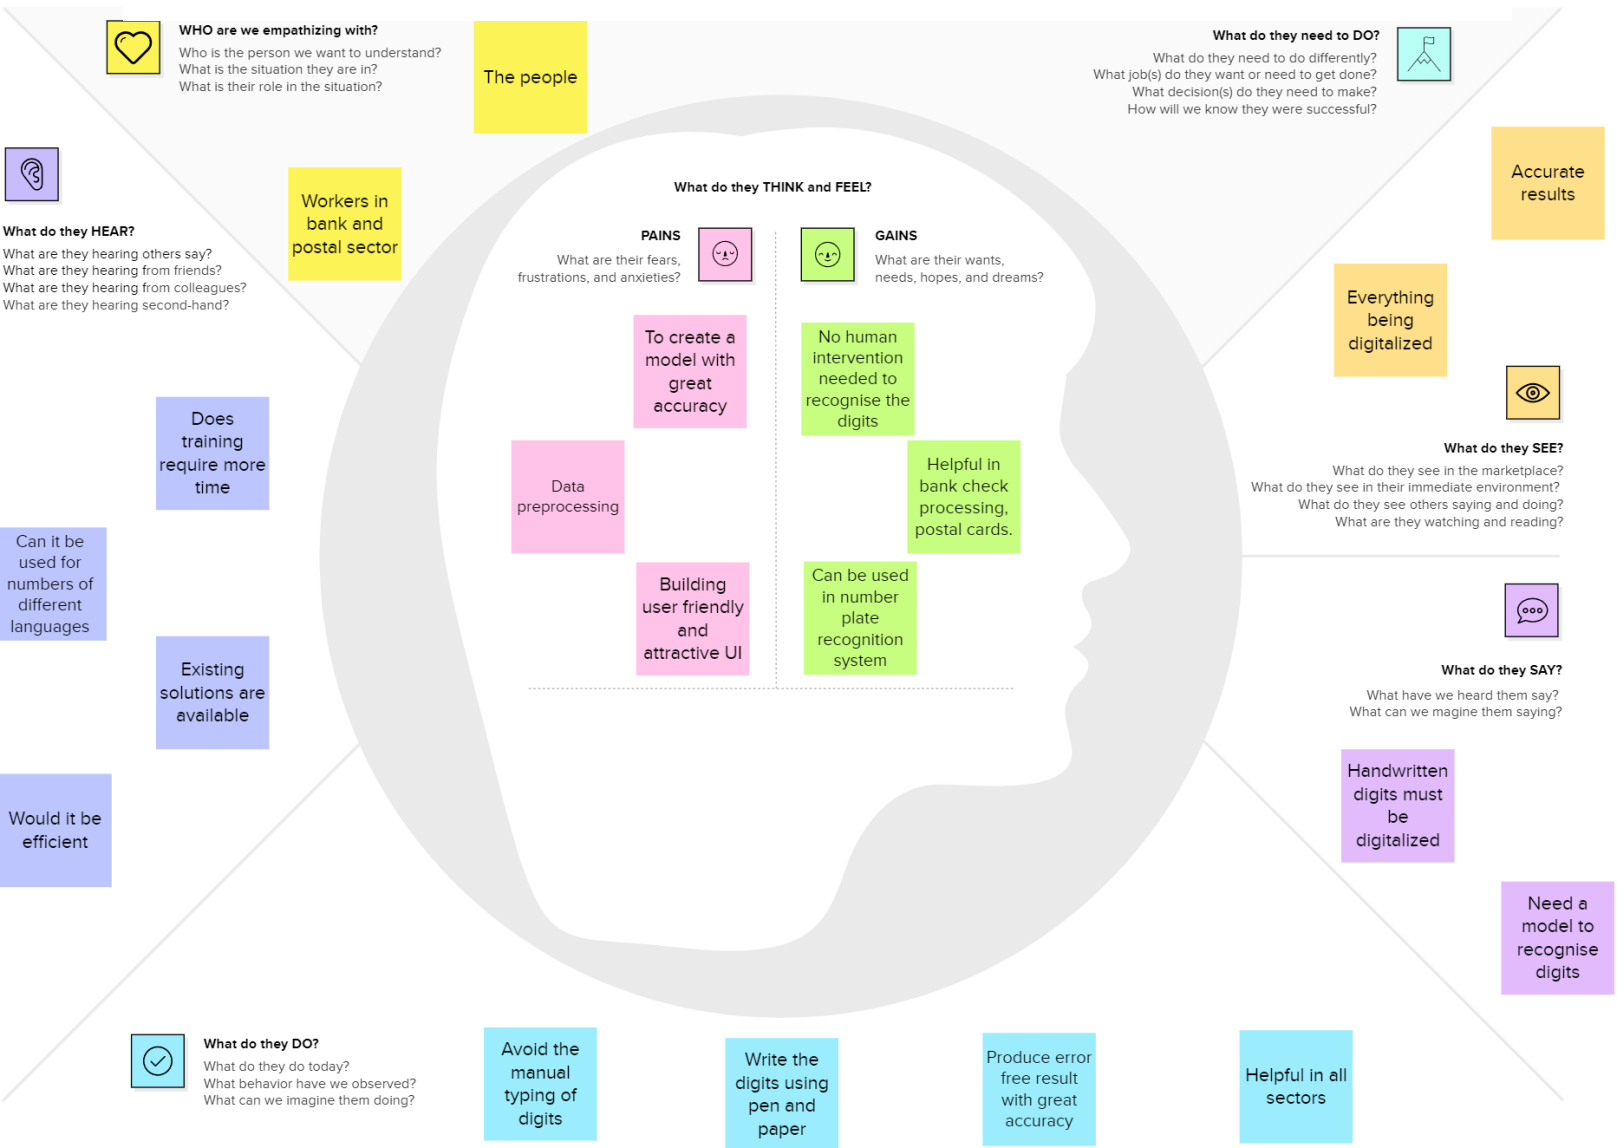 WHO are we empathizing with?
Who is the person we want to understand?
What is the situation they are in?
What is their role in the situation?
The people
Workers in
bank and
postal sector
What do they need to DO?
What do they need to do differently?
What job(s) do they want or need to get done?
What decision(s) do they need to make?
How will we know they were successful?
What do they HEAR?
What are they hearing others say?
What are they hearing from friends?
What are they hearing from colleagues?
What are they hearing second-hand?
Does
training
require more
time
Can it be
used for
numbers of
different
languages
Existing
solutions are
available
Would it be
efficient
What do they THINK and FEEL?
PAINS
What are their fears,
frustrations, and anxieties?
To create a
model with
great
accuracy
Data
preprocessing
Building
user friendly
and
attractive UI
GAINS
What are their wants,
needs, hopes, and dreams?
No human
intervention
needed to
recognise the
digits
Helpful in
bank check
processing,
postal cards.
Can be used
in number
plate
recognition
system
Accurate
results
Everything
being
digitalized
What do they SEE?
What do they see in the marketplace?
What do they see in their immediate environment?
What do they see others saying and doing?
What are they watching and reading?
What do they SAY?
What have we heard them say?
What can we magine them saying?
Handwritten
digits must
be
digitalized
Need a
model to
recognise
digits
What do they DO?
What do they do today?
What behavior have we observed?
What can we imagine them doing?
Avoid the
manual
typing of
digits
Write the
digits using
pen and
paper
Produce error
free result
with great
accuracy
Helpful in all
sectors